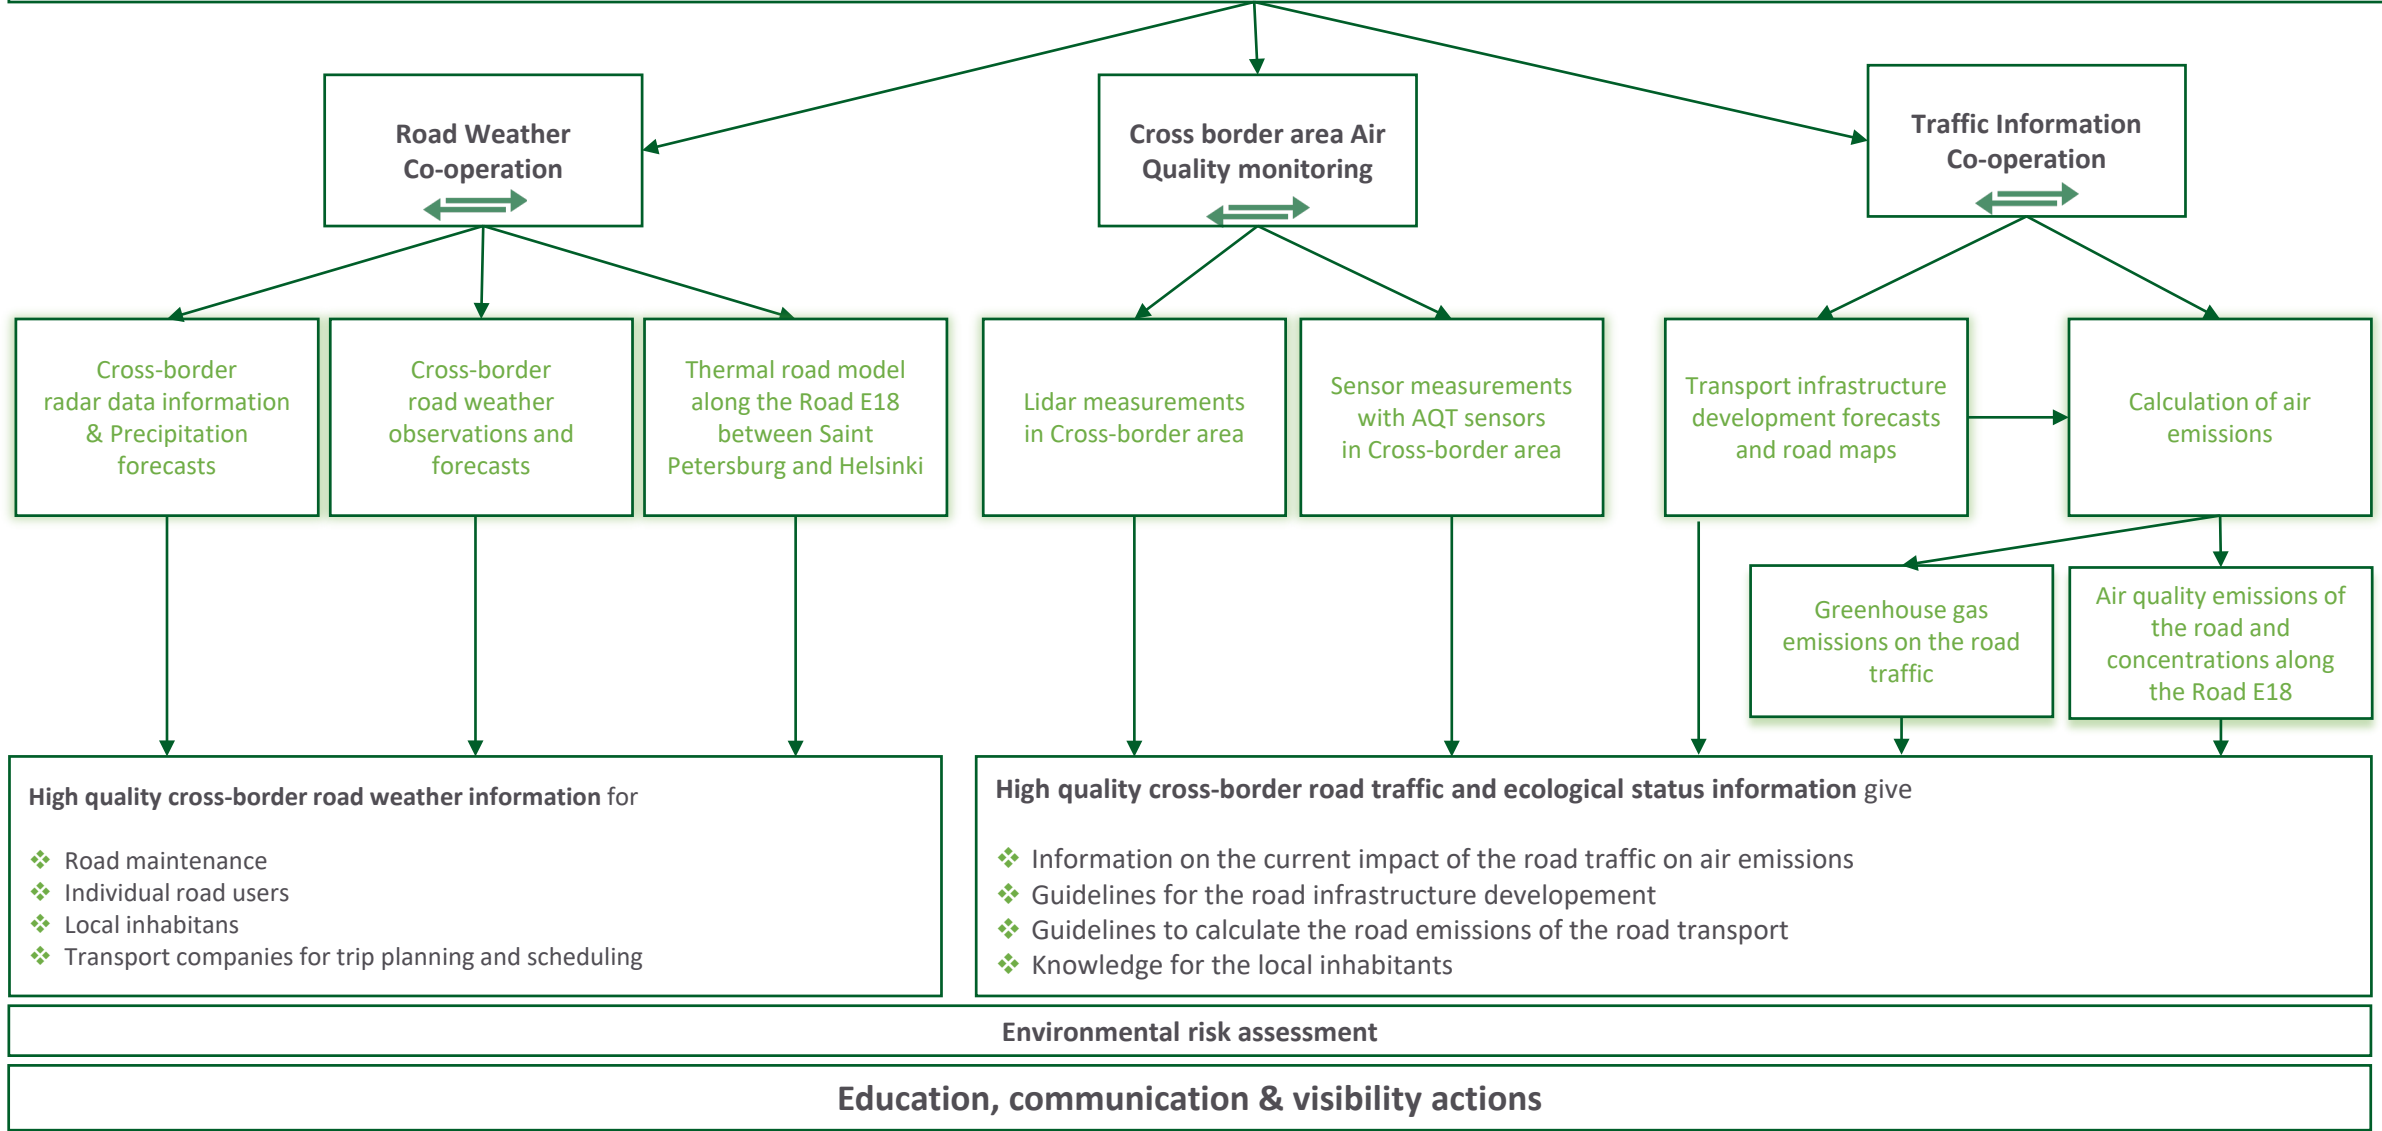 Road Weather
Co-operation
Cross border area Air
Quality monitoring
Traffic Information
Co-operation
Cross-border
radar data information
& Precipitation
forecasts
Cross-border
road weather
observations and
forecasts
Thermal road model
along the Road E18
between Saint
Petersburg and Helsinki
Lidar measurements
in Cross-border area
Sensor measurements
with AQT sensors
in Cross-border area
Transport infrastructure
development forecasts
and road maps
Calculation of air
emissions
Greenhouse gas
emissions on the road
traffic
Air quality emissions of
the road and
concentrations along
the Road E18
High quality cross-border road weather information for
Road maintenance
Individual road users
Local inhabitans
Transport companies for trip planning and scheduling
High quality cross-border road traffic and ecological status information give
Information on the current impact of the road traffic on air emissions
Guidelines for the road infrastructure developement
Guidelines to calculate the road emissions of the road transport
Knowledge for the local inhabitants
Environmental risk assessment
Education, communication & visibility actions